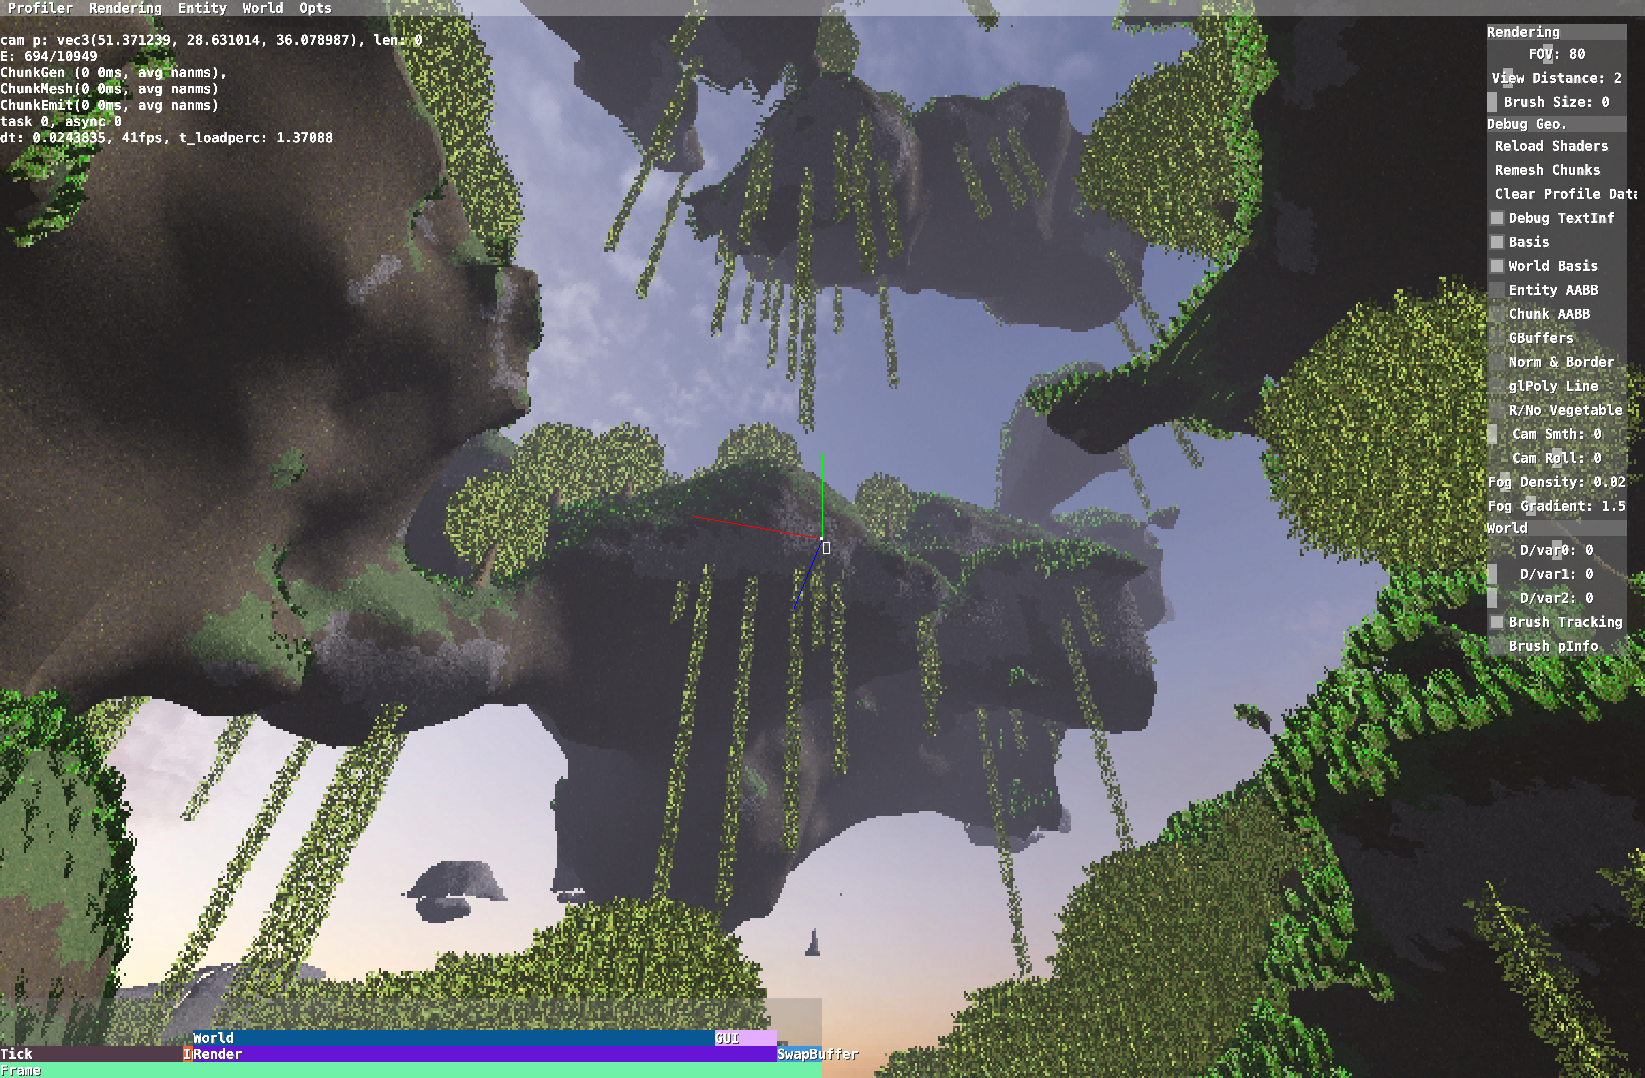 Profiler Rendering Entity World Opts
cam p: vec3(51.371239, 28.631014, 36.078987), len: 0
E: 694/10949
ChunkGen (0 0ms, avg nanms),
ChunkMesh(0 0ms, avg nanms)
ChunkEmit(0 0ms, avg nanms)
task 0, async 0
dt: 0.0243835, 41fps, t_loadperc: 1.37088
Rendering
FOV: 80
View Distance: 2
Brush Size: 0
Debug Geo.
Reload Shaders
Remesh Chunks
Clear Profile Data
Debug TextInf
Basis
World Basis
Entity AABB
Chunk AABB
GBuffers
Norm & Border
glPoly Line
R/No Vegetable
Cam Smth: 0
Cam Roll: 0
Fog Density: 0.02
Fog Gradient: 1.5
World
D/var0: 0
D/var1: 0
D/var2: 0
Brush Tracking
Brush pInfo
World GUI
Tick I Render SwapBuffer
Frame